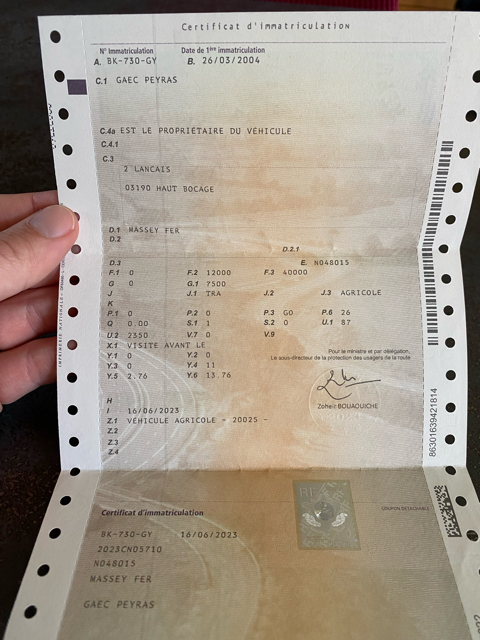 Certificat d'immatriculation
N° Immatriculation Date de 1ère immatriculation
A. BK-730-GY B. 26/03/2004
C.1 GAEC PEYRAS
C.4a EST LE PROPRIÉTAIRE DU VÉHICULE
C.4.1
C.3
2 LANCAIS
03190 HAUT BOCAGE
D.1 MASSEY FER
D.2
D.2.1
D.3 E. N048015
F.1 0 F.2 12000 F.3 40000
G 0 G.1 7500
J J.1 TRA J.2 J.3 AGRICOLE
K
P.1 0 P.2 0 P.3 GO P.6 26
Q 0.00 S.1 1 S.2 0 U.1 87
U.2 2350 V.7 0 V.9
X.1 VISITE AVANT LE
Y.1 0 Y.2 0
Y.3 0 Y.4 11
Y.5 2.76 Y.6 13.76
Pour le ministre et par délégation,
Le sous-directeur de la protection des usagers de la route
Zoheir BOUAOUICHE
H
I 16/06/2023
Z.1 VÉHICULE AGRICOLE - 20025 -
Z.2
Z.3
Z.4
86301639421814
Certificat d'immatriculation
COUPON DÉTACHABLE
BK-730-GY 16/06/2023
2023CN05710
N048015
MASSEY FER
GAEC PEYRAS
RF